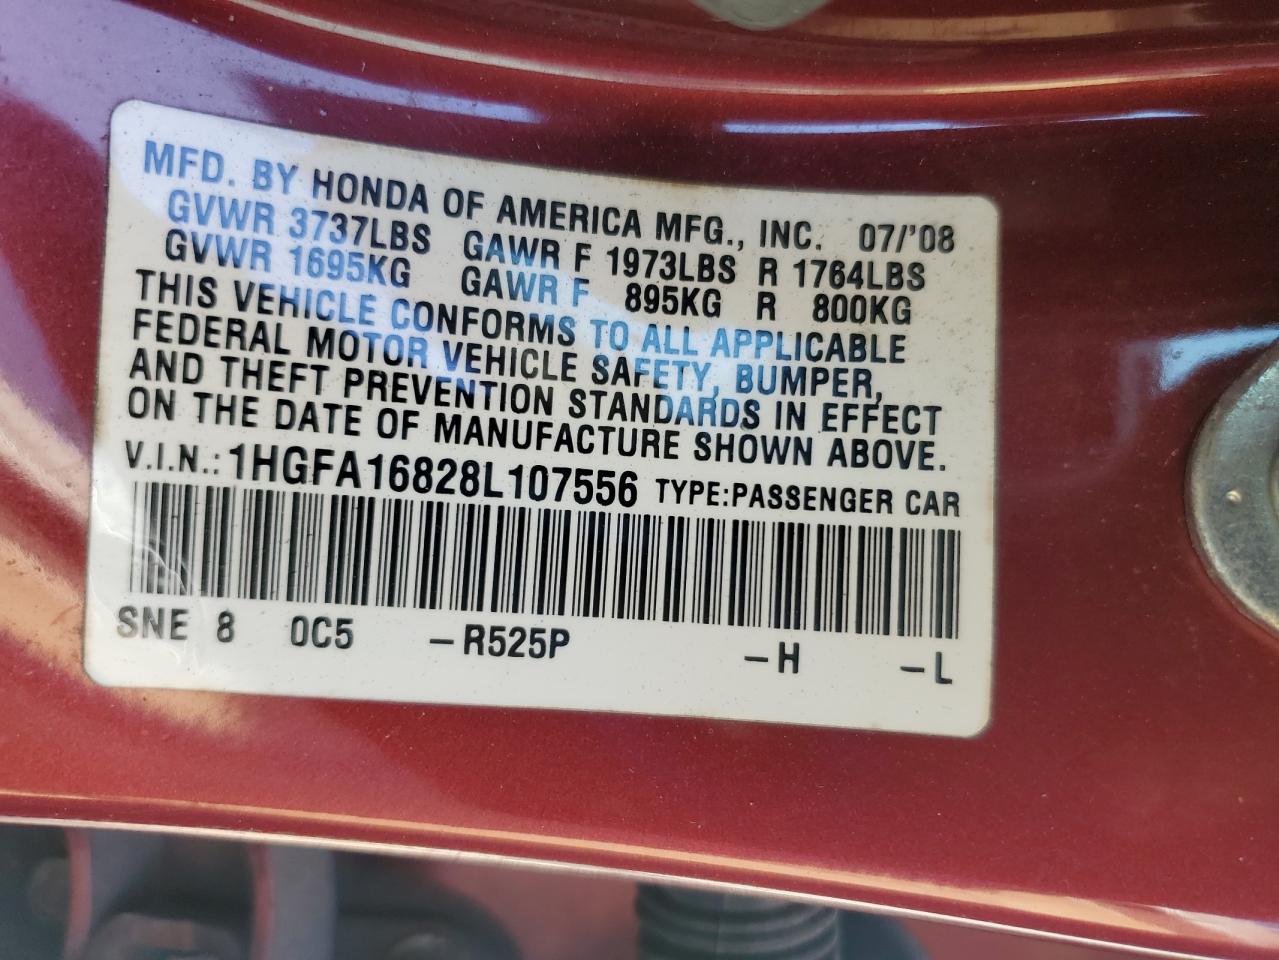 MFD. BY HONDA OF AMERICA MFG., INC. 07/'08
GVWR 3737LBS GAWR F 1973LBS R 1764LBS
GVWR 1695KG GAWR F 895KG R 800KG
THIS VEHICLE CONFORMS TO ALL APPLICABLE
FEDERAL MOTOR VEHICLE SAFETY, BUMPER,
AND THEFT PREVENTION STANDARDS IN EFFECT
ON THE DATE OF MANUFACTURE SHOWN ABOVE.
V.I.N.: 1HGFA16828L107556 TYPE:PASSENGER CAR
SNE 8 0C5 –R525P –H –L